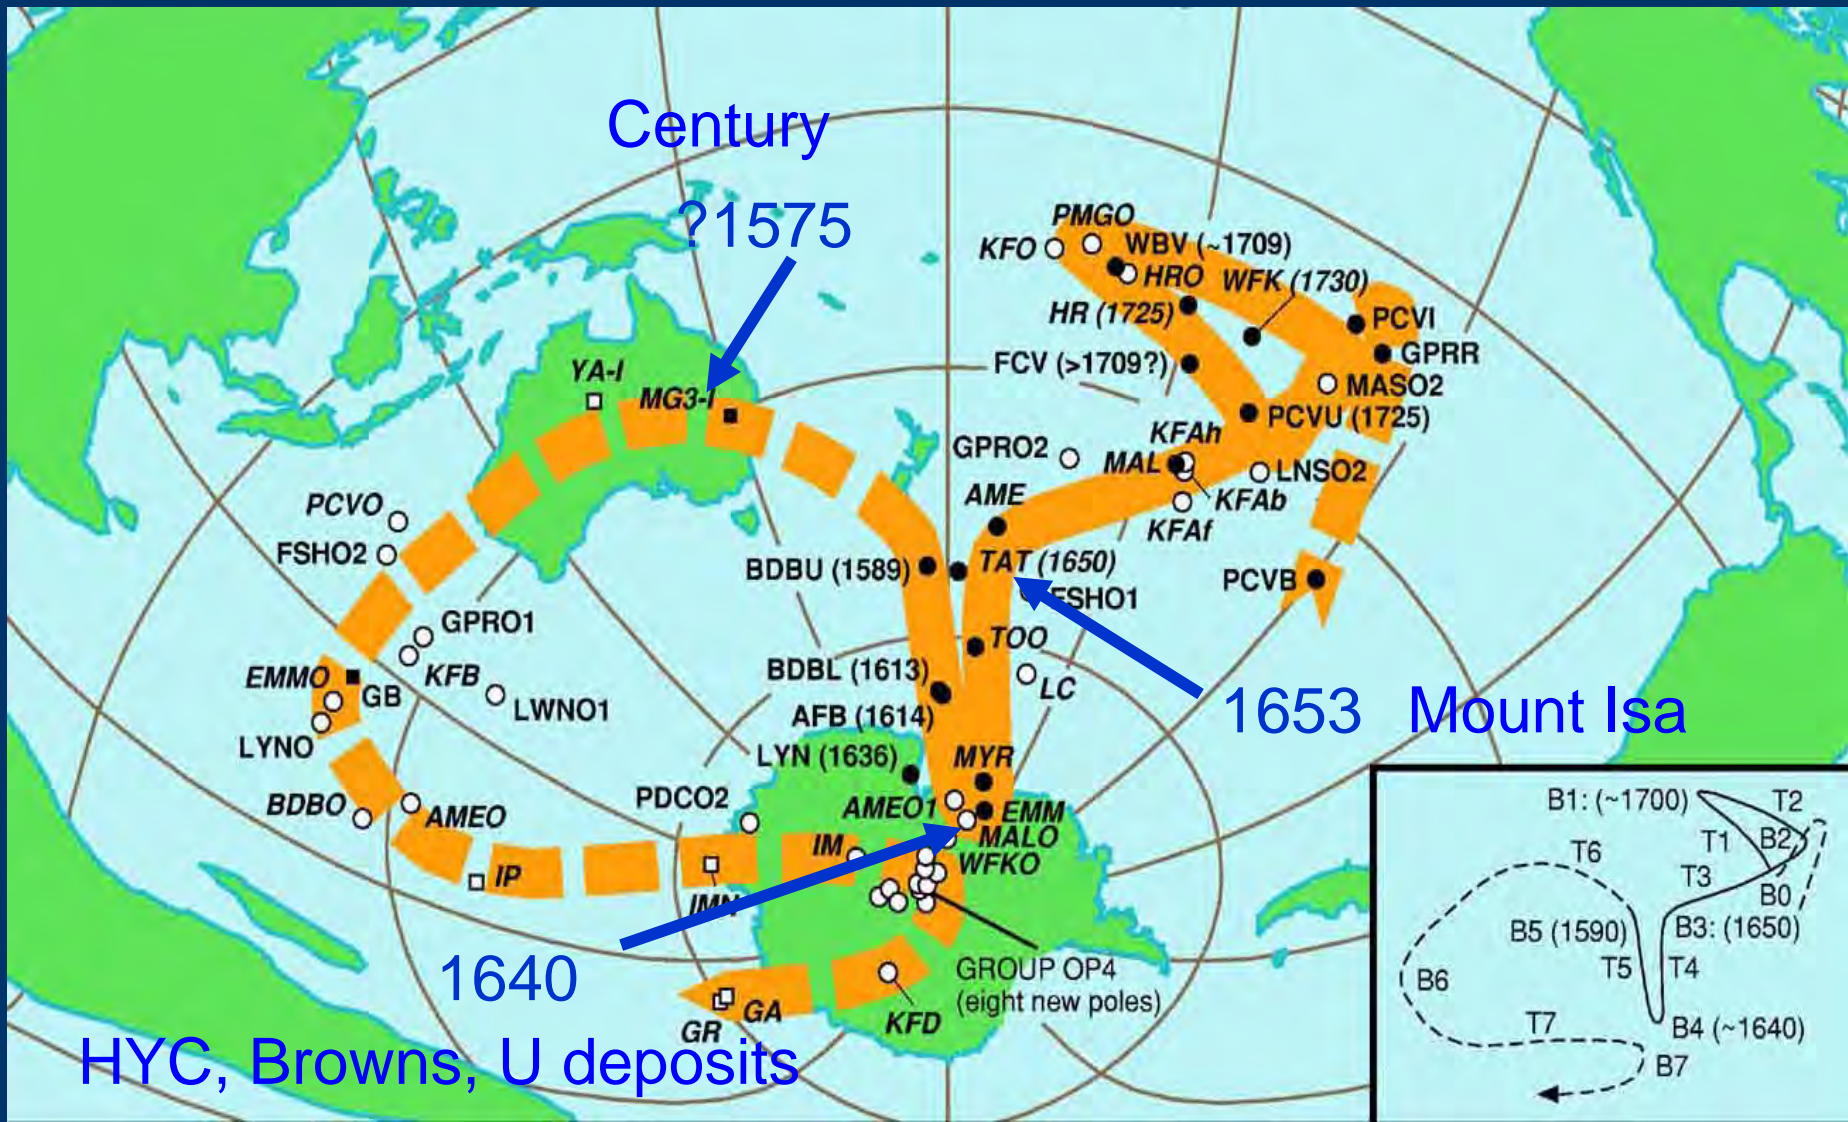 Century
?1575
PMGO
KFO
WBV (~1709)
HRO
WFK (1730)
HR (1725)
PCVI
GPRR
FCV (>1709?)
MASO2
YA-I
MG3-I
PCVU (1725)
KFAh
GPRO2
MAL
LNSO2
KFAb
AME
KFAf
PCVO
FSHO2
BDBU (1589)
TAT (1650)
PCVB
FSHO1
GPRO1
TOO
KFB
BDBL (1613)
EMMO
GB
LC
LWNO1
AFB (1614)
1653 Mount Isa
LYNO
LYN (1636)
MYR
PDCO2
BDBO
AMEO
AMEO1
EMM
MALO
IM
WFKO
IP
IMN
1640
GROUP OP4
(eight new poles)
GA
GR
KFD
HYC, Browns, U deposits
B1: (~1700)
T2
T1
B2
T6
T3
B0
B5 (1590)
B3: (1650)
T5
T4
B6
T7
B4 (~1640)
B7